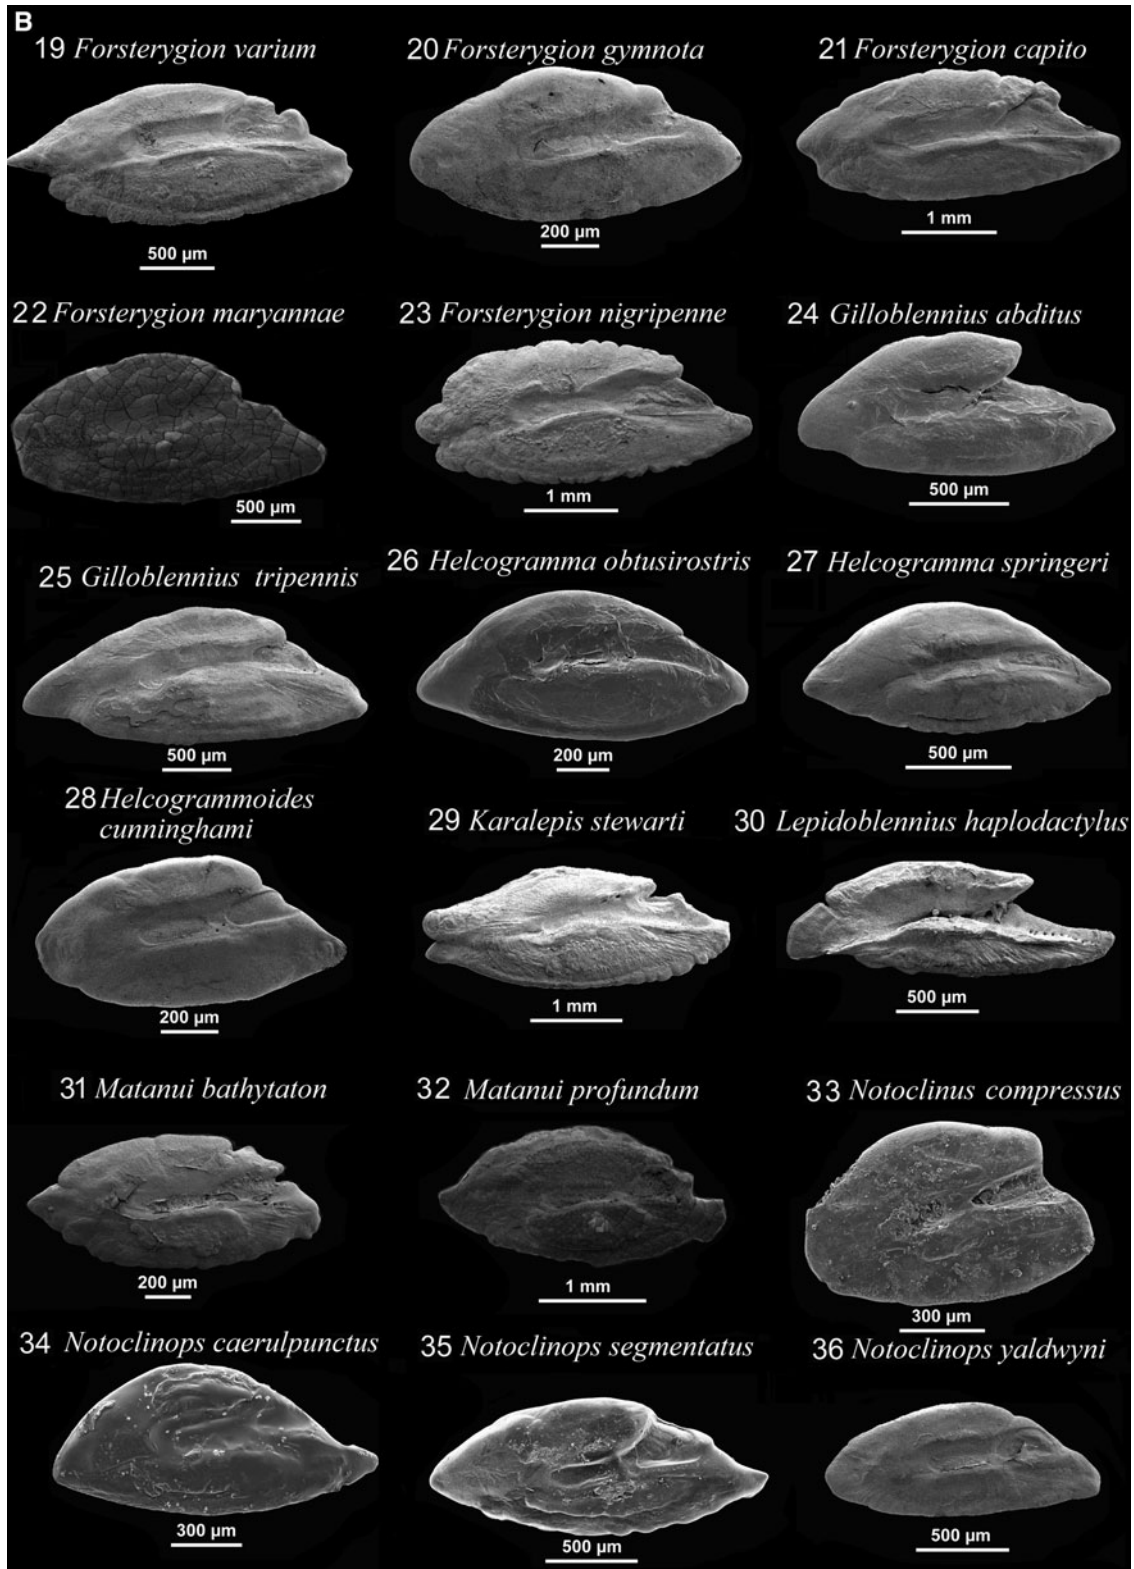 B
19 Forsterygion varium
20 Forsterygion gymnota
21 Forsterygion capito
500 µm
200 µm
1 mm
22 Forsterygion maryannae
23 Forsterygion nigripenne
24 Gilloblennius abditus
500 µm
1 mm
500 µm
25 Gilloblennius tripennis
26 Helcogramma obtusirostris
27 Helcogramma springeri
500 µm
200 µm
500 µm
28 Helcogrammoides
cunninghami
29 Karalepis stewarti
30 Lepidoblennius haplodactylus
200 µm
1 mm
500 µm
31 Matanui bathytaton
32 Matanui profundum
33 Notoclinus compressus
200 µm
1 mm
300 µm
34 Notoclinops caerulpunctus
35 Notoclinops segmentatus
36 Notoclinops yaldwyni
300 µm
500 µm
500 µm